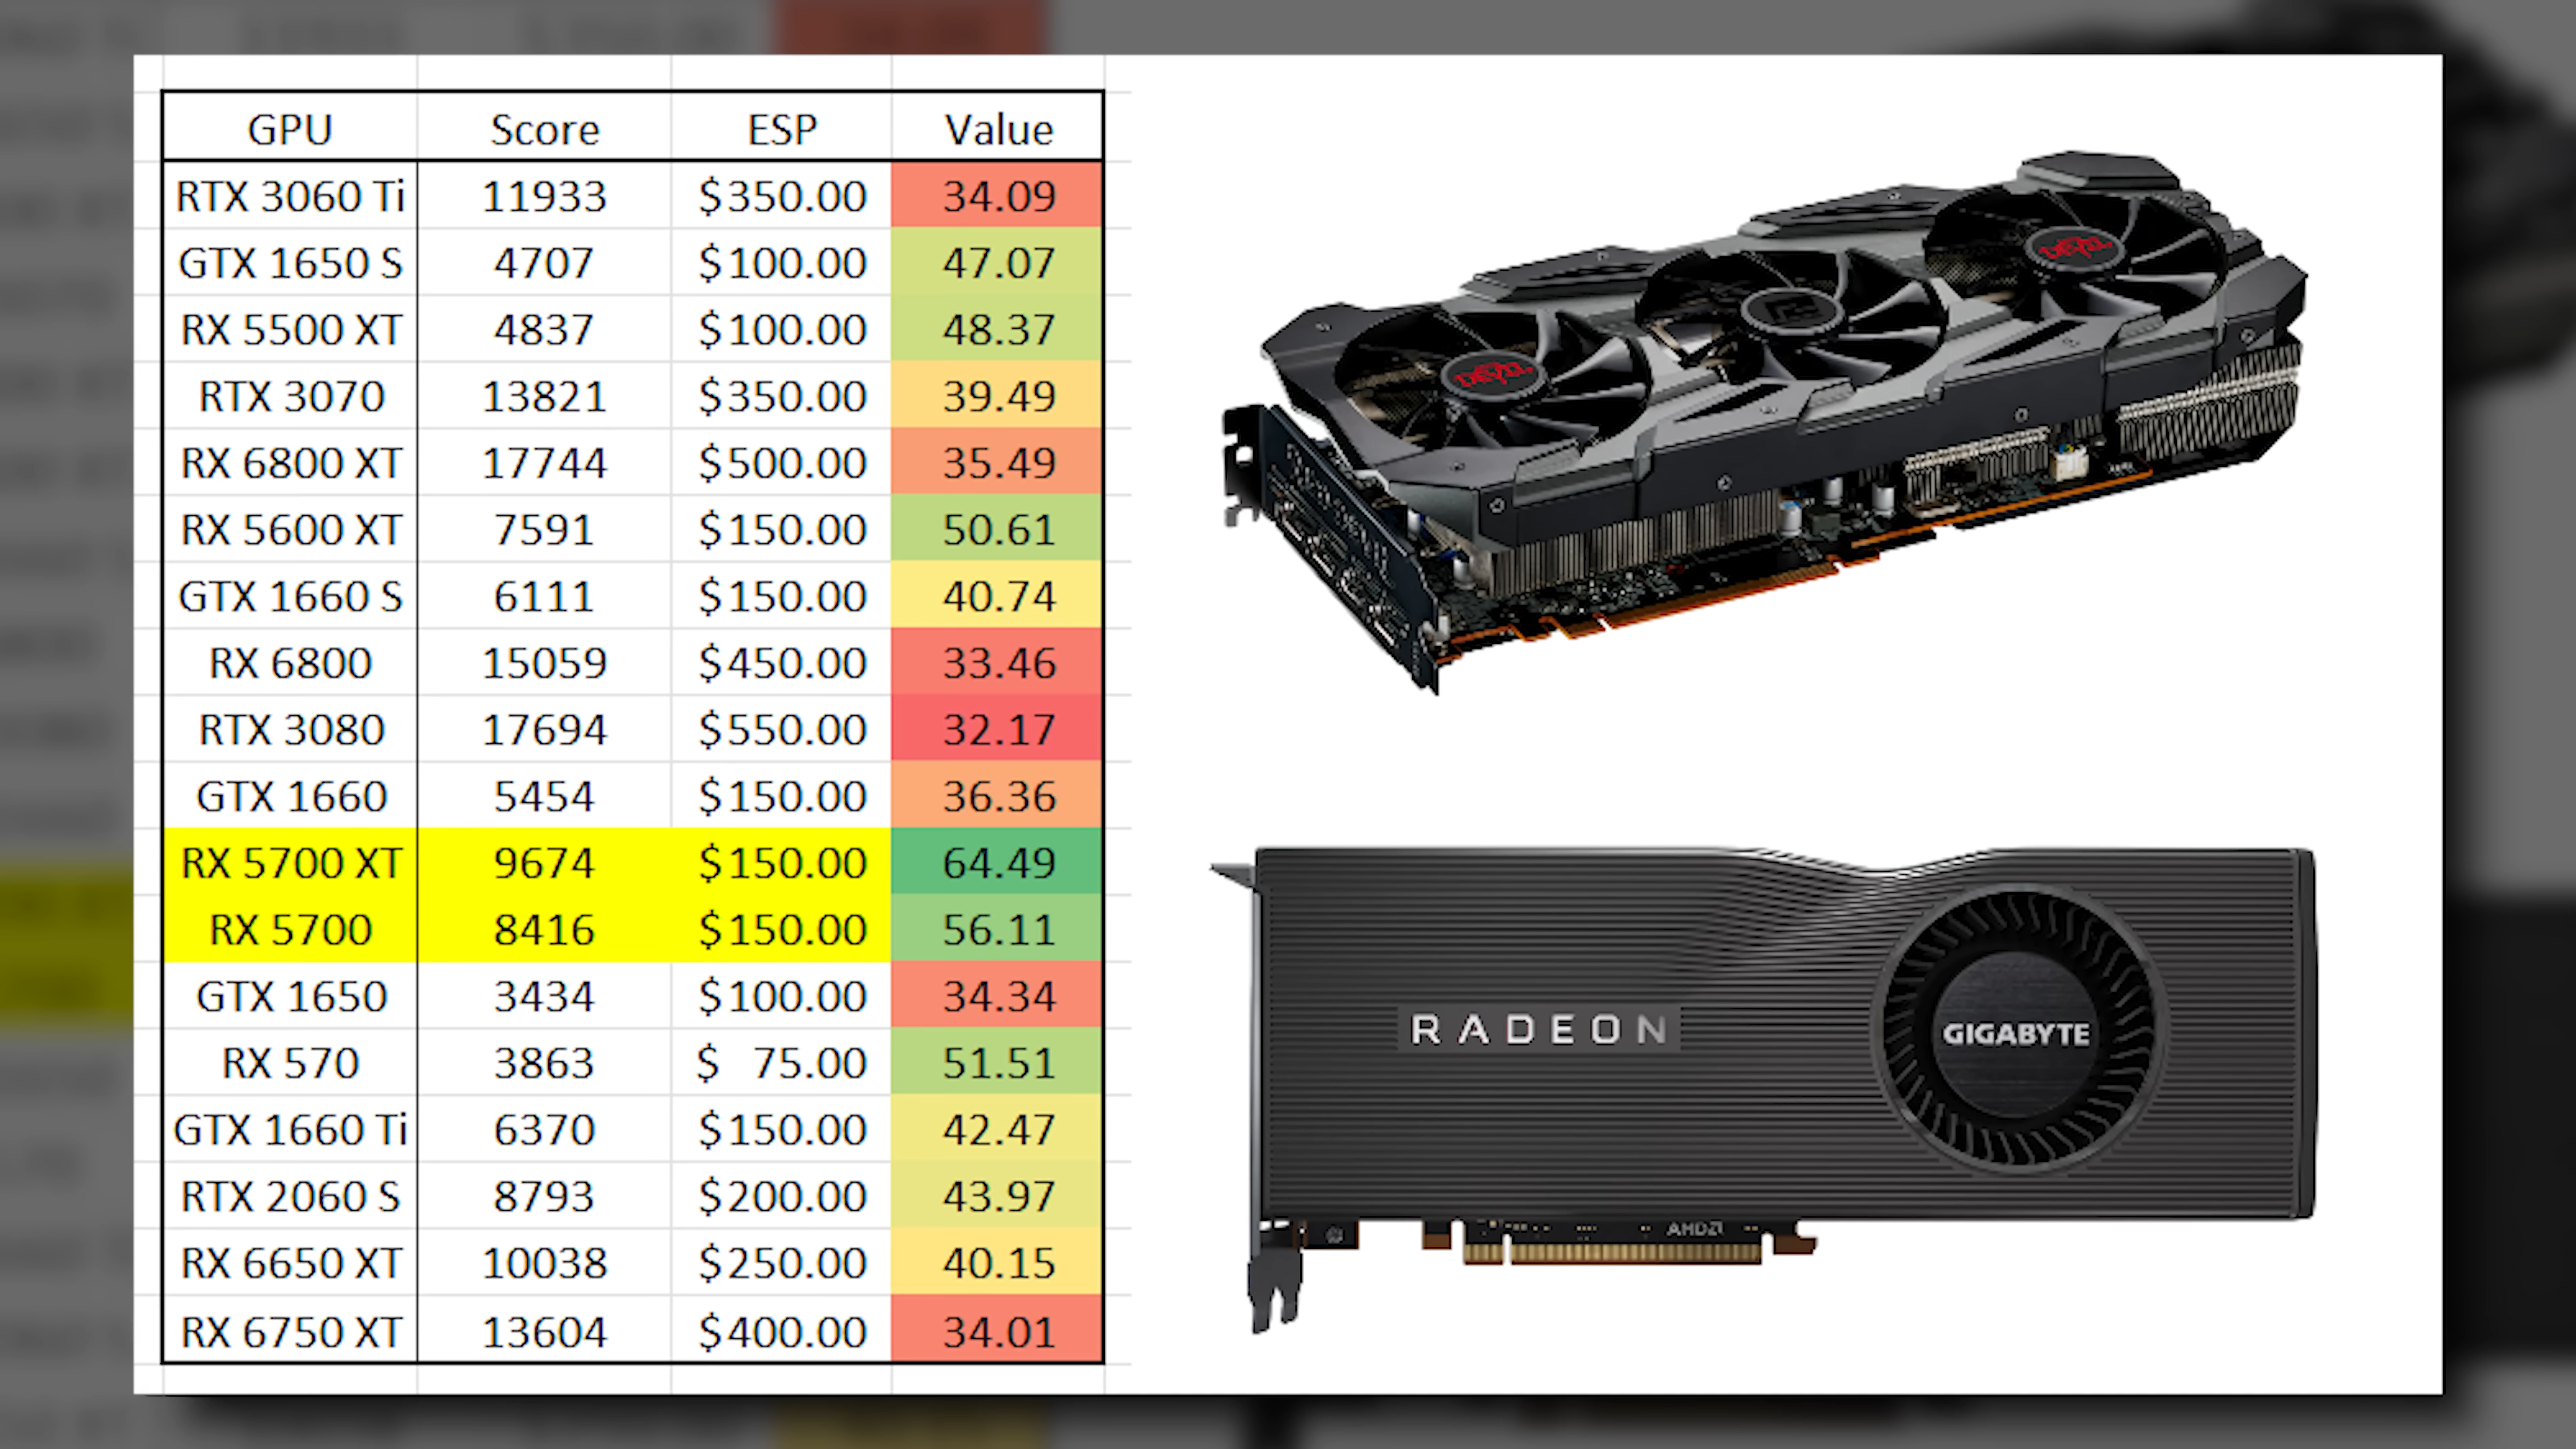 GPU Score ESP Value
RTX 3060 Ti 11933 $350.00 34.09
GTX 1650 S 4707 $100.00 47.07
RX 5500 XT 4837 $100.00 48.37
RTX 3070 13821 $350.00 39.49
RX 6800 XT 17744 $500.00 35.49
RX 5600 XT 7591 $150.00 50.61
GTX 1660 S 6111 $150.00 40.74
RX 6800 15059 $450.00 33.46
RTX 3080 17694 $550.00 32.17
GTX 1660 5454 $150.00 36.36
RX 5700 XT 9674 $150.00 64.49
RX 5700 8416 $150.00 56.11
GTX 1650 3434 $100.00 34.34
RX 570 3863 $ 75.00 51.51
GTX 1660 Ti 6370 $150.00 42.47
RTX 2060 S 8793 $200.00 43.97
RX 6650 XT 10038 $250.00 40.15
RX 6750 XT 13604 $400.00 34.01
DEVIL
DEVIL
RADEON
GIGABYTE
AMD